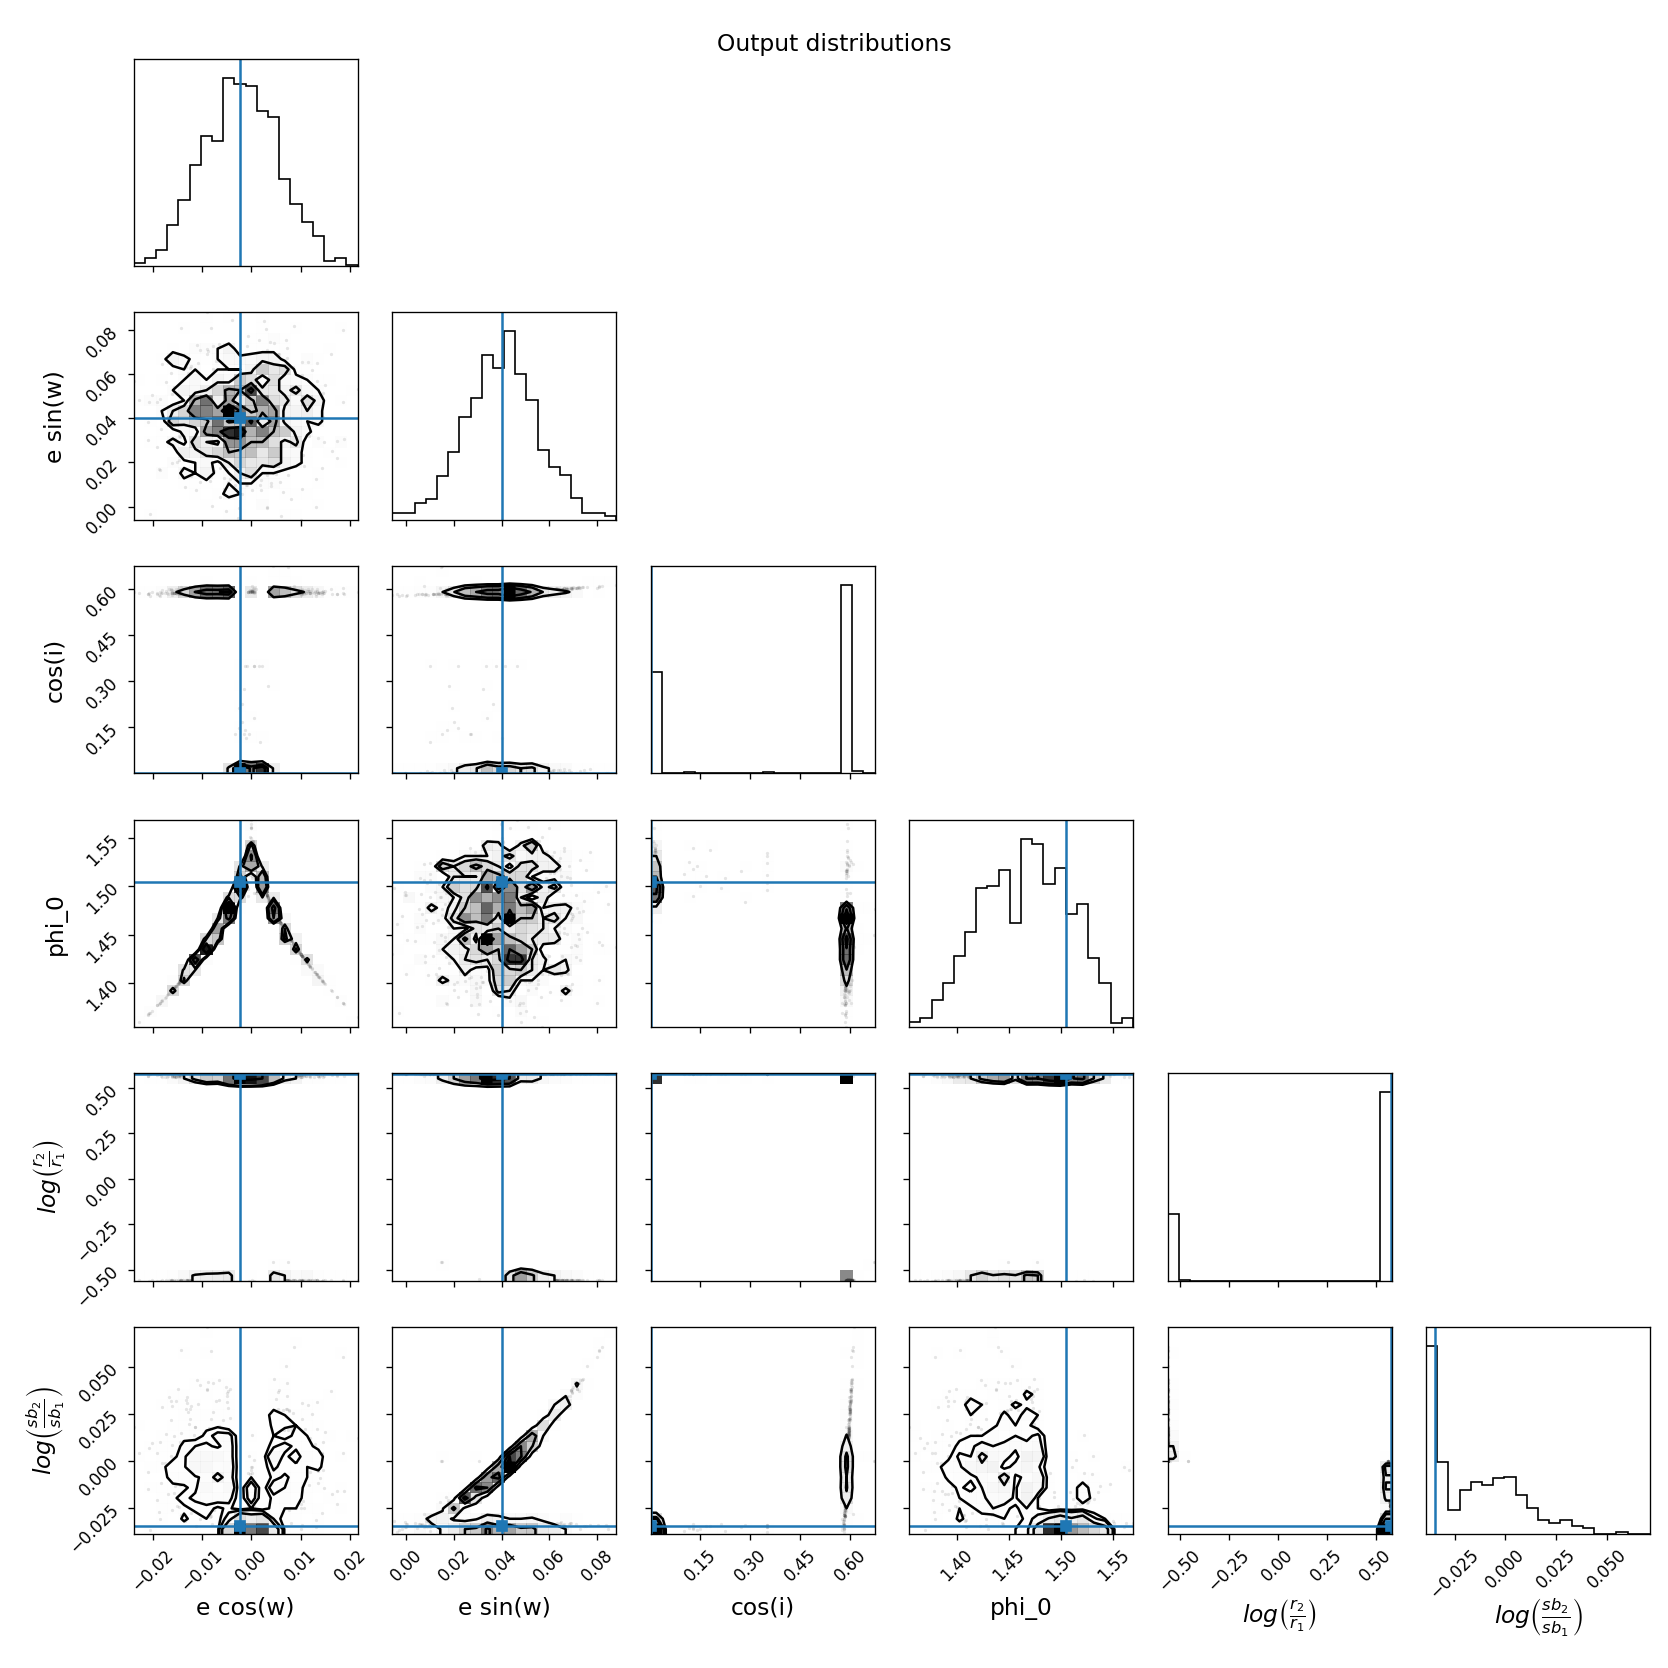 Output distributions
e sin(w)
0.08
0.06
0.04
0.02
0.00
cos(i)
0.60
0.45
0.30
0.15
phi_0
1.55
1.50
1.45
1.40
log(r2/r1)
0.50
0.25
0.00
−0.25
−0.50
log(sb2/sb1)
0.050
0.025
0.000
−0.025
−0.02 −0.01 0.00 0.01 0.02
0.00 0.02 0.04 0.06 0.08
0.15 0.30 0.45 0.60
1.40 1.45 1.50 1.55
−0.50 −0.25 0.00 0.25 0.50
−0.025 0.000 0.025 0.050
e cos(w) e sin(w) cos(i) phi_0 log(r2/r1) log(sb2/sb1)